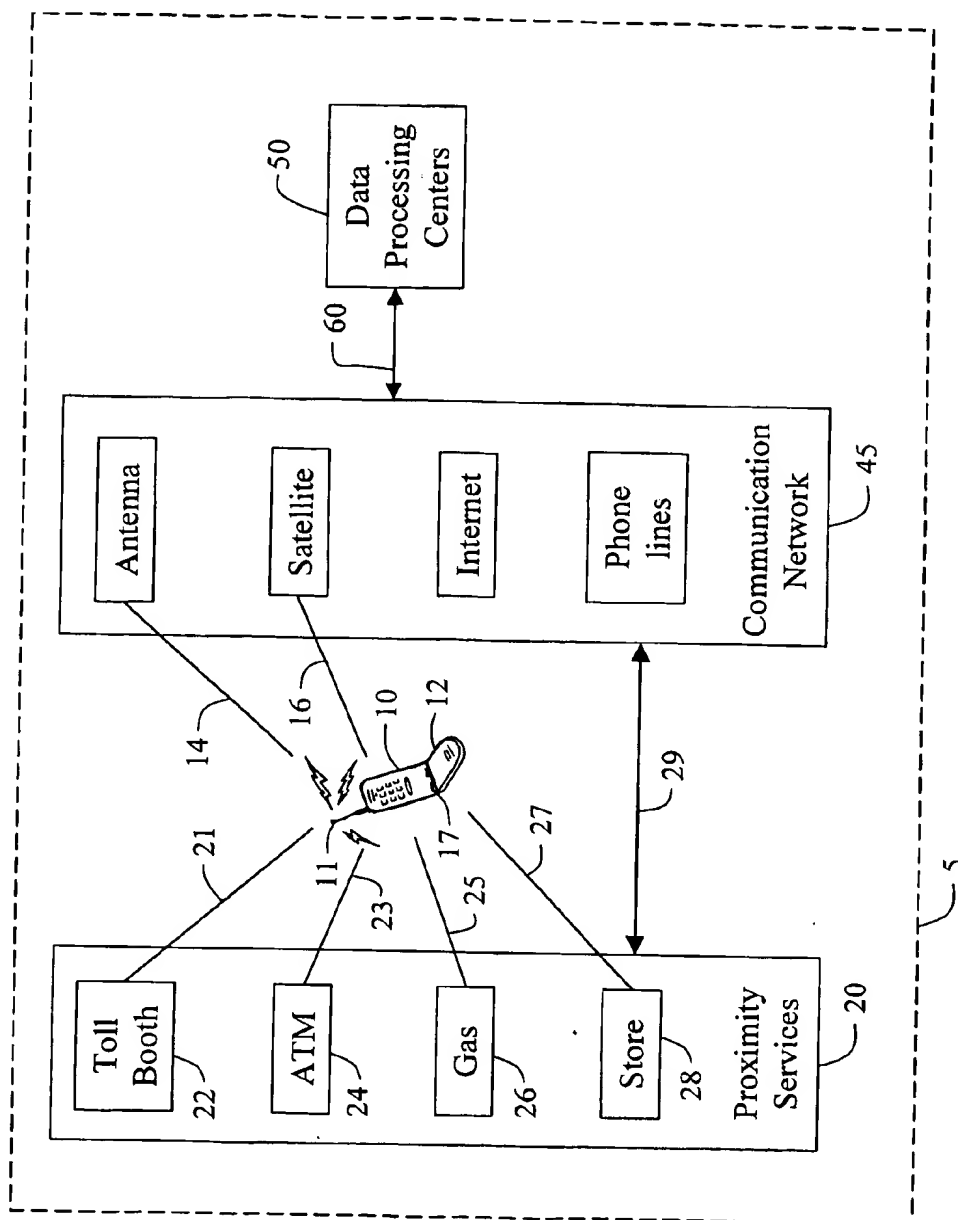 50
Data
Processing
Centers
60
Antenna
Satellite
Internet
Phone
lines
Communication
Network
45
14
16
10
12
11
17
29
21
23
25
27
Toll
Booth
22
ATM
24
Gas
26
Store
28
Proximity
Services
20
5